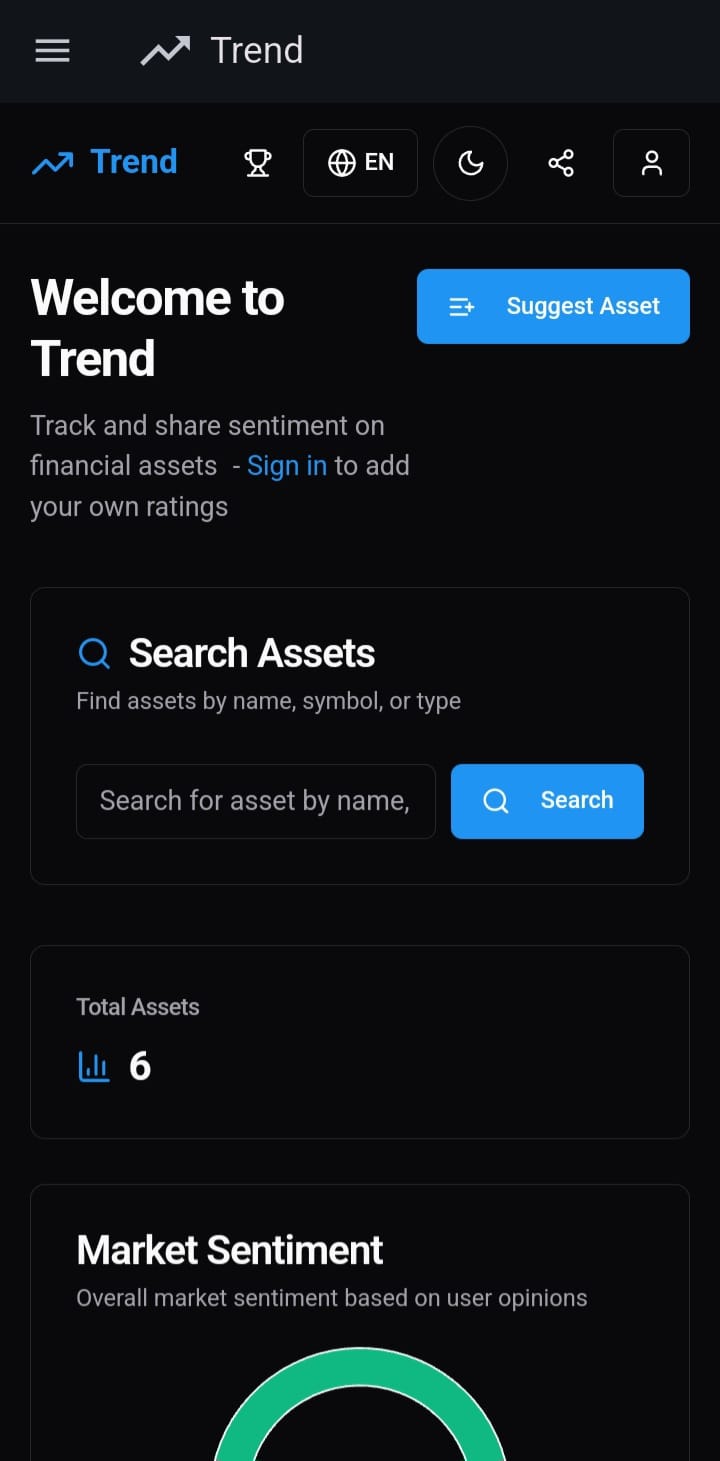 Trend
Trend
EN
Welcome to
Trend
Suggest Asset
Track and share sentiment on
financial assets - Sign in to add
your own ratings
Search Assets
Find assets by name, symbol, or type
Search for asset by name,
Search
Total Assets
6
Market Sentiment
Overall market sentiment based on user opinions